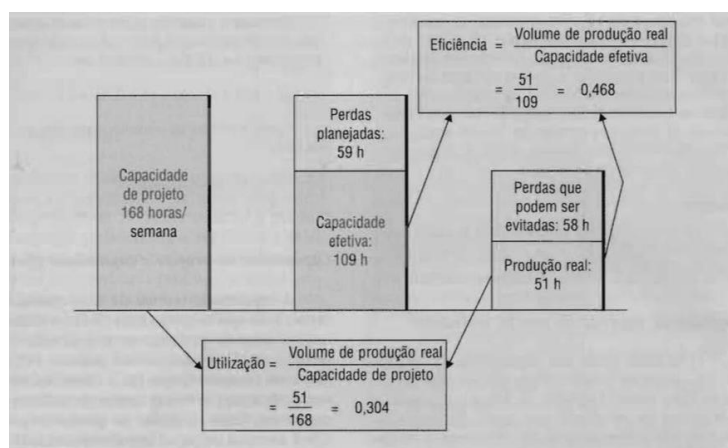 Eficiência = Volume de produção real
Capacidade efetiva
= 51
109
= 0,468
Capacidade
de projeto
168 horas/
semana
Perdas
planejadas:
59 h
Capacidade
efetiva:
109 h
Perdas que
podem ser
evitadas: 58 h
Produção real:
51 h
Utilização = Volume de produção real
Capacidade de projeto
= 51
168
= 0,304